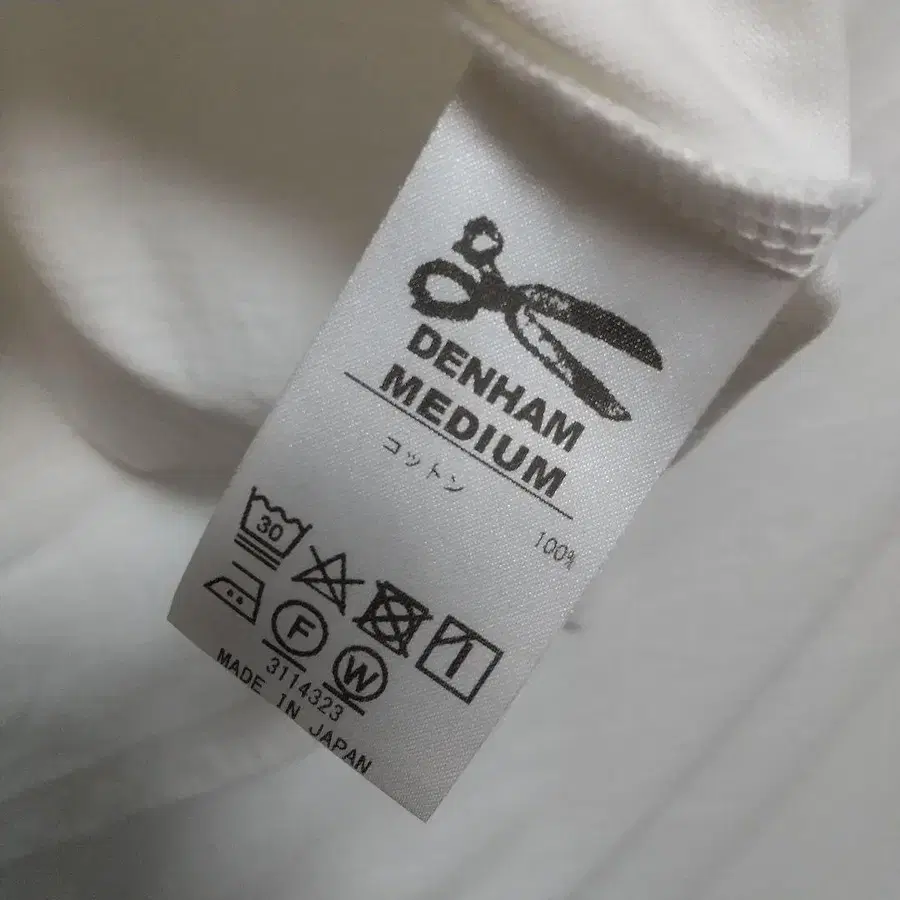 DENHAM
MEDIUM
コットン
100%
30
F
W
3114323
MADE IN JAPAN